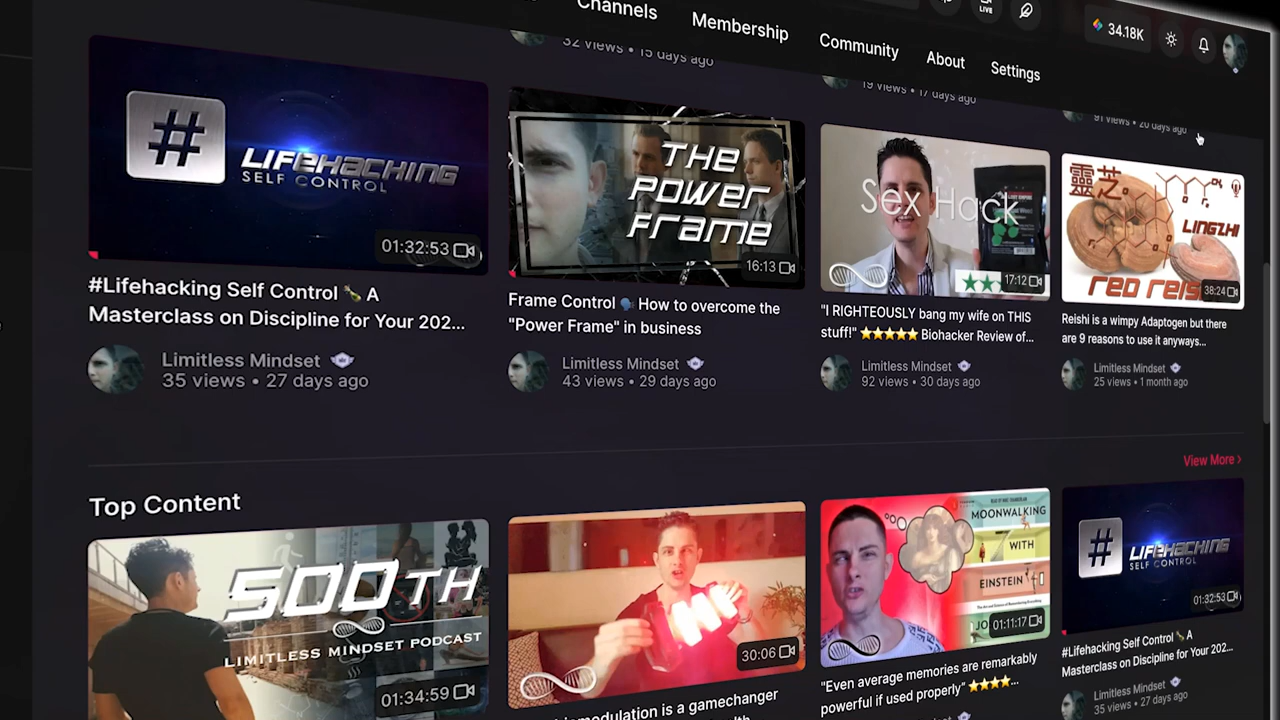 Channels
Membership
Community
About
Settings
LIVE
34.18K
32 views • 15 days ago
19 views • 17 days ago
91 views • 20 days ago
#
LIFEHACHING
SELF CONTROL
01:32:53
#Lifehacking Self Control 🍾 A
Masterclass on Discipline for Your 202...
Limitless Mindset
35 views • 27 days ago
THE
POWER
FRAME
16:13
Frame Control 🗣 How to overcome the
"Power Frame" in business
Limitless Mindset
43 views • 29 days ago
Sex Hack
17:12
"I RIGHTEOUSLY bang my wife on THIS
stuff!" ⭐⭐⭐⭐⭐ Biohacker Review of...
Limitless Mindset
92 views • 30 days ago
靈芝
LINGZHI
RED REIS
38:24
Reishi is a wimpy Adaptogen but there
are 9 reasons to use it anyways...
Limitless Mindset
25 views • 1 month ago
View More ›
Top Content
500TH
LIMITLESS MINDSET PODCAST
01:34:59
30:06
modulation is a gamechanger
MOONWALKING
WITH
EINSTEIN
JO
01:11:17
"Even average memories are remarkably
powerful if used properly" ⭐⭐⭐⭐...
#
LIFEHACHING
SELF CONTROL
01:32:53
#Lifehacking Self Control 🍾 A
Masterclass on Discipline for Your 202...
Limitless Mindset
35 views • 27 days ago